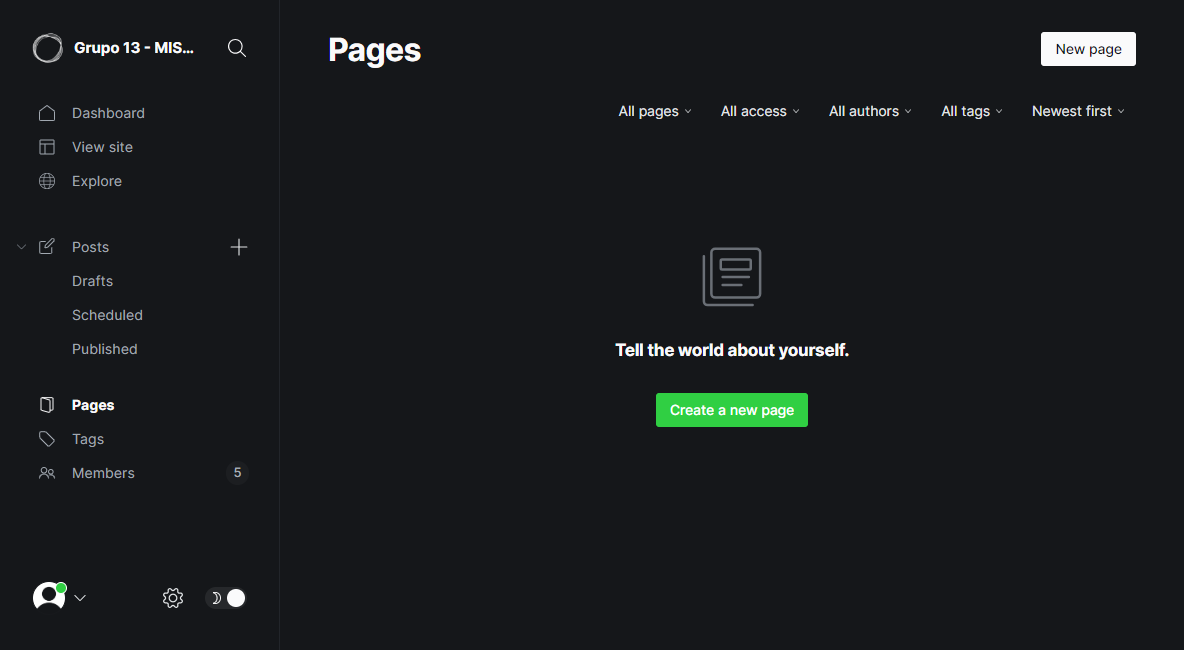 Grupo 13 - MIS...
Dashboard
View site
Explore
Posts
Drafts
Scheduled
Published
Pages
Tags
Members 5
Pages
New page
All pages All access All authors All tags Newest first
Tell the world about yourself.
Create a new page